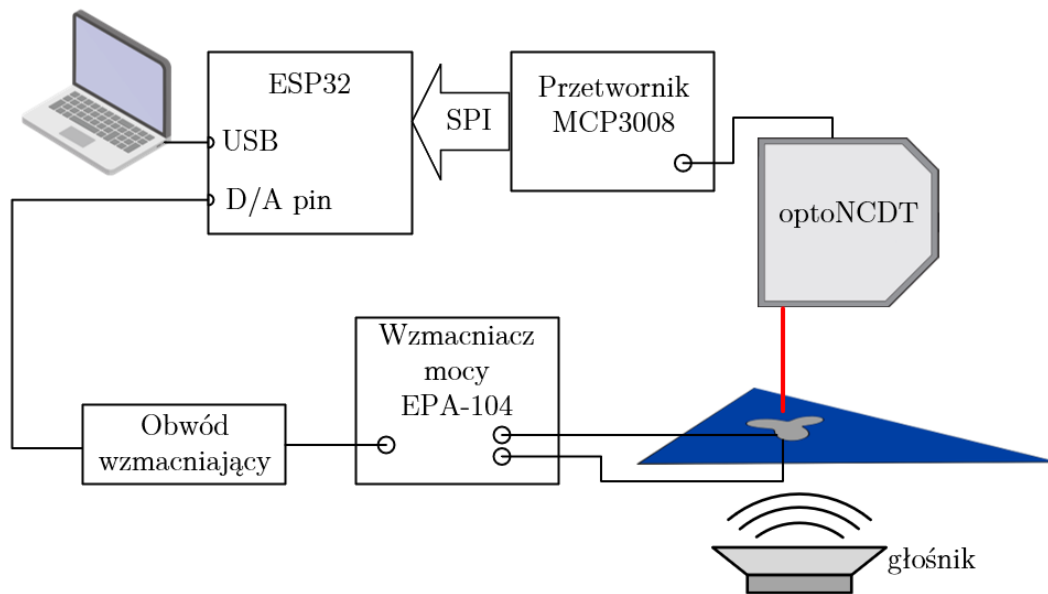 ESP32
USB
D/A pin
SPI
Przetwornik
MCP3008
optoNCDT
Wzmacniacz
mocy
EPA-104
Obwód
wzmacniający
głośnik